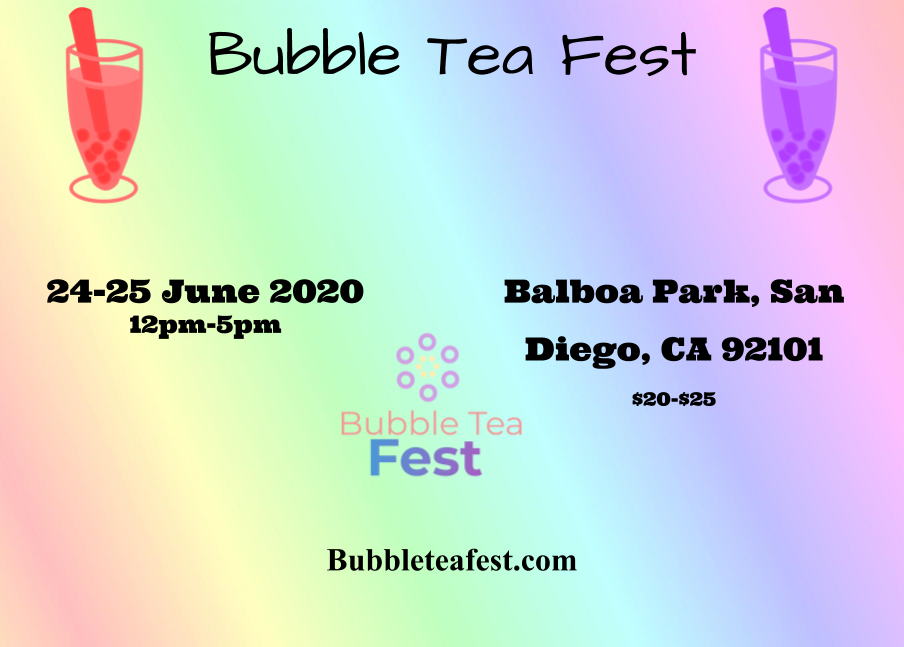 Bubble Tea Fest
24-25 June 2020
12pm-5pm
Balboa Park, San
Diego, CA 92101
$20-$25
Bubble Tea
Fest
Bubbleteafest.com